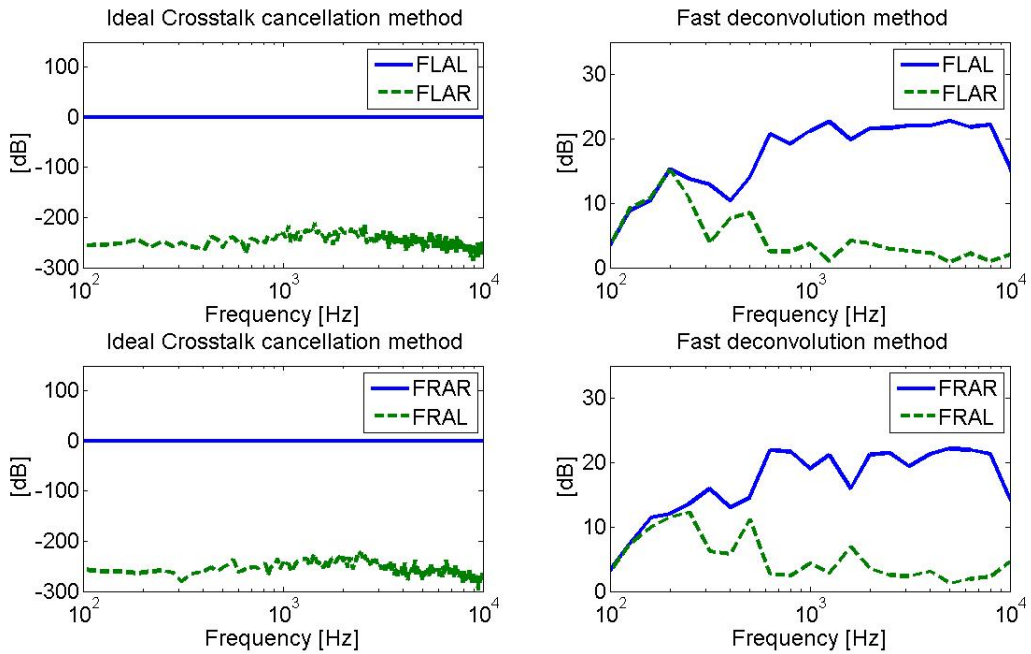 Ideal Crosstalk cancellation method
100
0
-100
-200
-300
[dB]
FLAL
FLAR
10^2
10^3
10^4
Frequency [Hz]
Fast deconvolution method
30
20
10
0
[dB]
FLAL
FLAR
10^2
10^3
10^4
Frequency [Hz]
Ideal Crosstalk cancellation method
100
0
-100
-200
-300
[dB]
FRAR
FRAL
10^2
10^3
10^4
Frequency [Hz]
Fast deconvolution method
30
20
10
0
[dB]
FRAR
FRAL
10^2
10^3
10^4
Frequency [Hz]